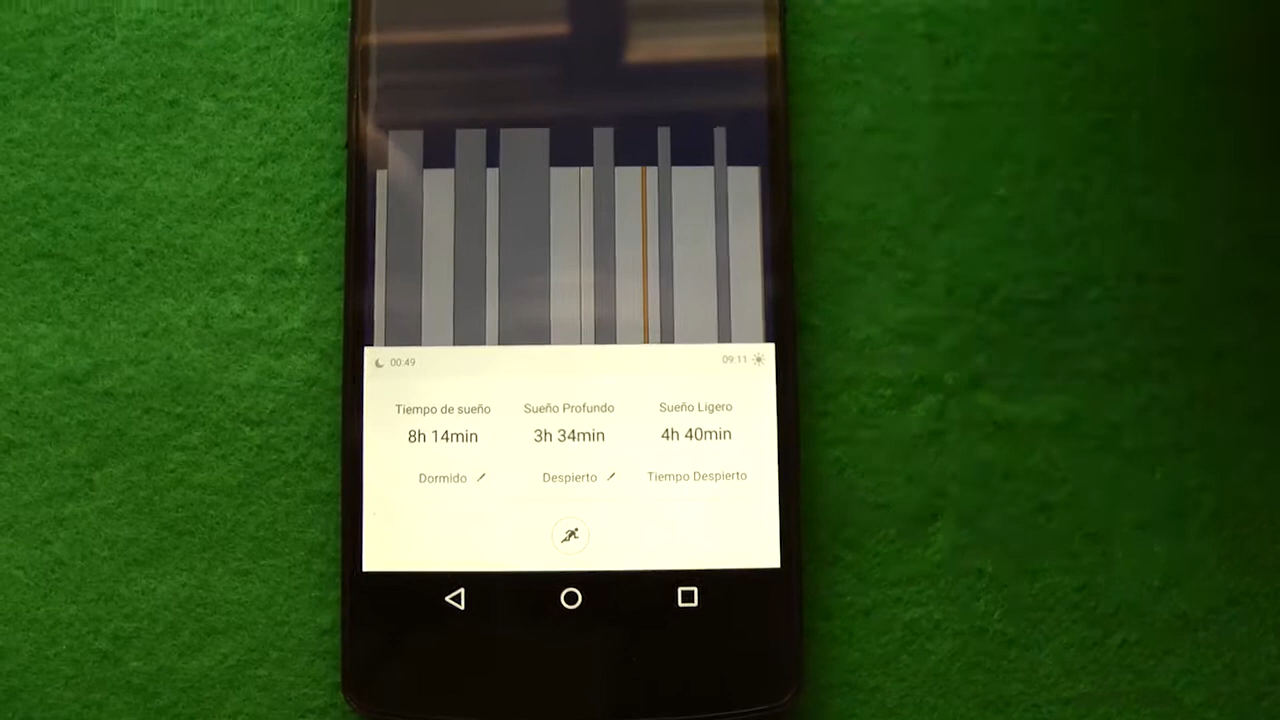 00:49 09:11
Tiempo de sueño Sueño Profundo Sueño Ligero
8h 14min 3h 34min 4h 40min
Dormido Despierto Tiempo Despierto